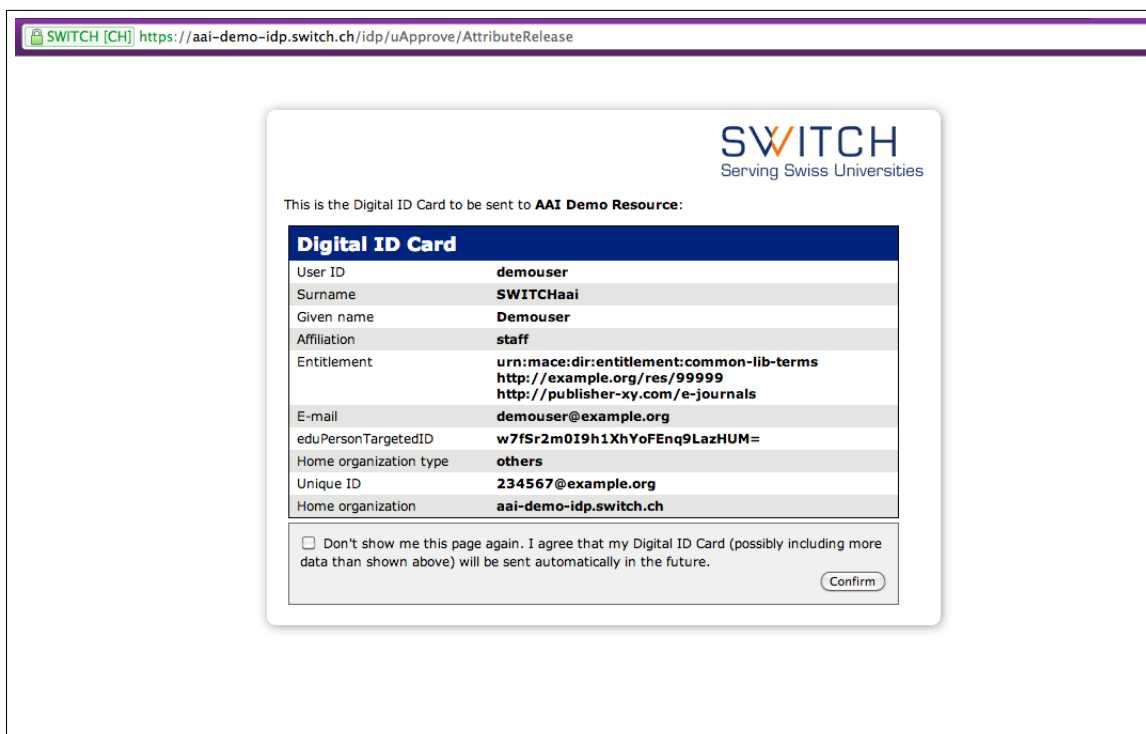 SWITCH [CH] https://aai-demo-idp.switch.ch/idp/uApprove/AttributeRelease
SWITCH
Serving Swiss Universities
This is the Digital ID Card to be sent to AAI Demo Resource:
Digital ID Card
User ID demouser
Surname SWITCHaai
Given name Demouser
Affiliation staff
Entitlement urn:mace:dir:entitlement:common-lib-terms
http://example.org/res/99999
http://publisher-xy.com/e-journals
E-mail demouser@example.org
eduPersonTargetedID w7fSr2m0I9h1XhYoFEnq9LazHUM=
Home organization type others
Unique ID 234567@example.org
Home organization aai-demo-idp.switch.ch
Don't show me this page again. I agree that my Digital ID Card (possibly including more
data than shown above) will be sent automatically in the future.
Confirm